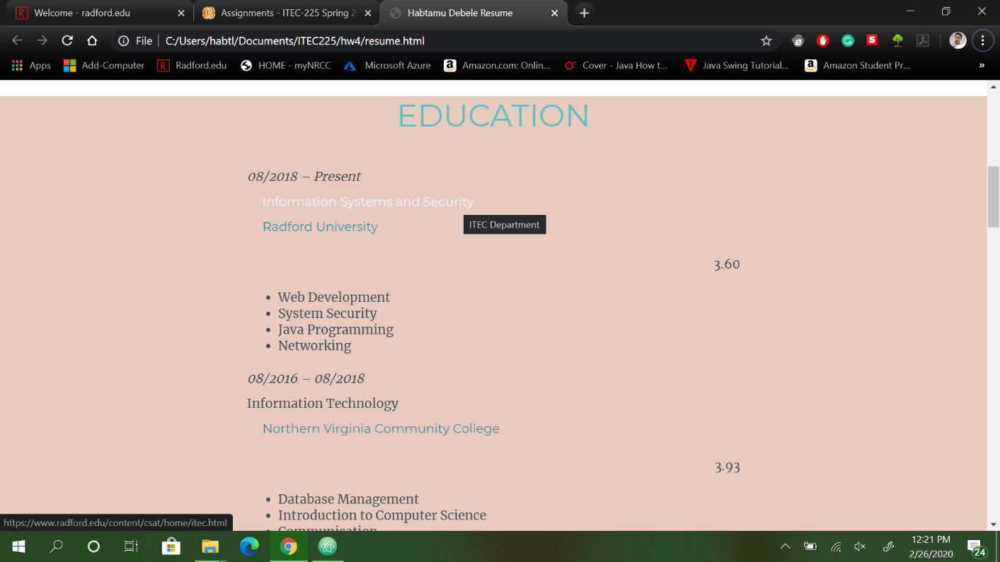 Welcome - radford.edu
Assignments - ITEC-225 Spring 2
Habtamu Debele Resume
File
C:/Users/habtl/Documents/ITEC225/hw4/resume.html
Apps
Add-Computer
Radford.edu
HOME - myNRCC
Microsoft Azure
Amazon.com: Onlin...
Cover - Java How t...
Java Swing Tutorial...
Amazon Student Pr...
»
EDUCATION
08/2018 – Present
Information Systems and Security
ITEC Department
Radford University
3.60
• Web Development
• System Security
• Java Programming
• Networking
08/2016 – 08/2018
Information Technology
Northern Virginia Community College
3.93
• Database Management
• Introduction to Computer Science
• Communication
https://www.radford.edu/content/csat/home/itec.html
12:21 PM
2/26/2020
24